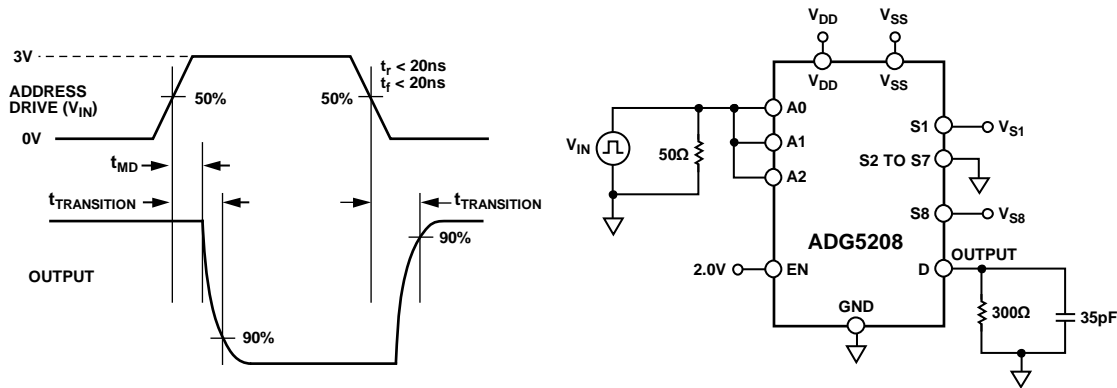 3V
ADDRESS
DRIVE (VIN)
0V
50%
50%
tr < 20ns
tf < 20ns
tMD
tTRANSITION
tTRANSITION
90%
OUTPUT
90%
VDD
VSS
VDD
VSS
VIN
50Ω
A0
A1
A2
S1
VS1
S2 TO S7
S8
VS8
ADG5208
OUTPUT
2.0V
EN
D
GND
300Ω
35pF